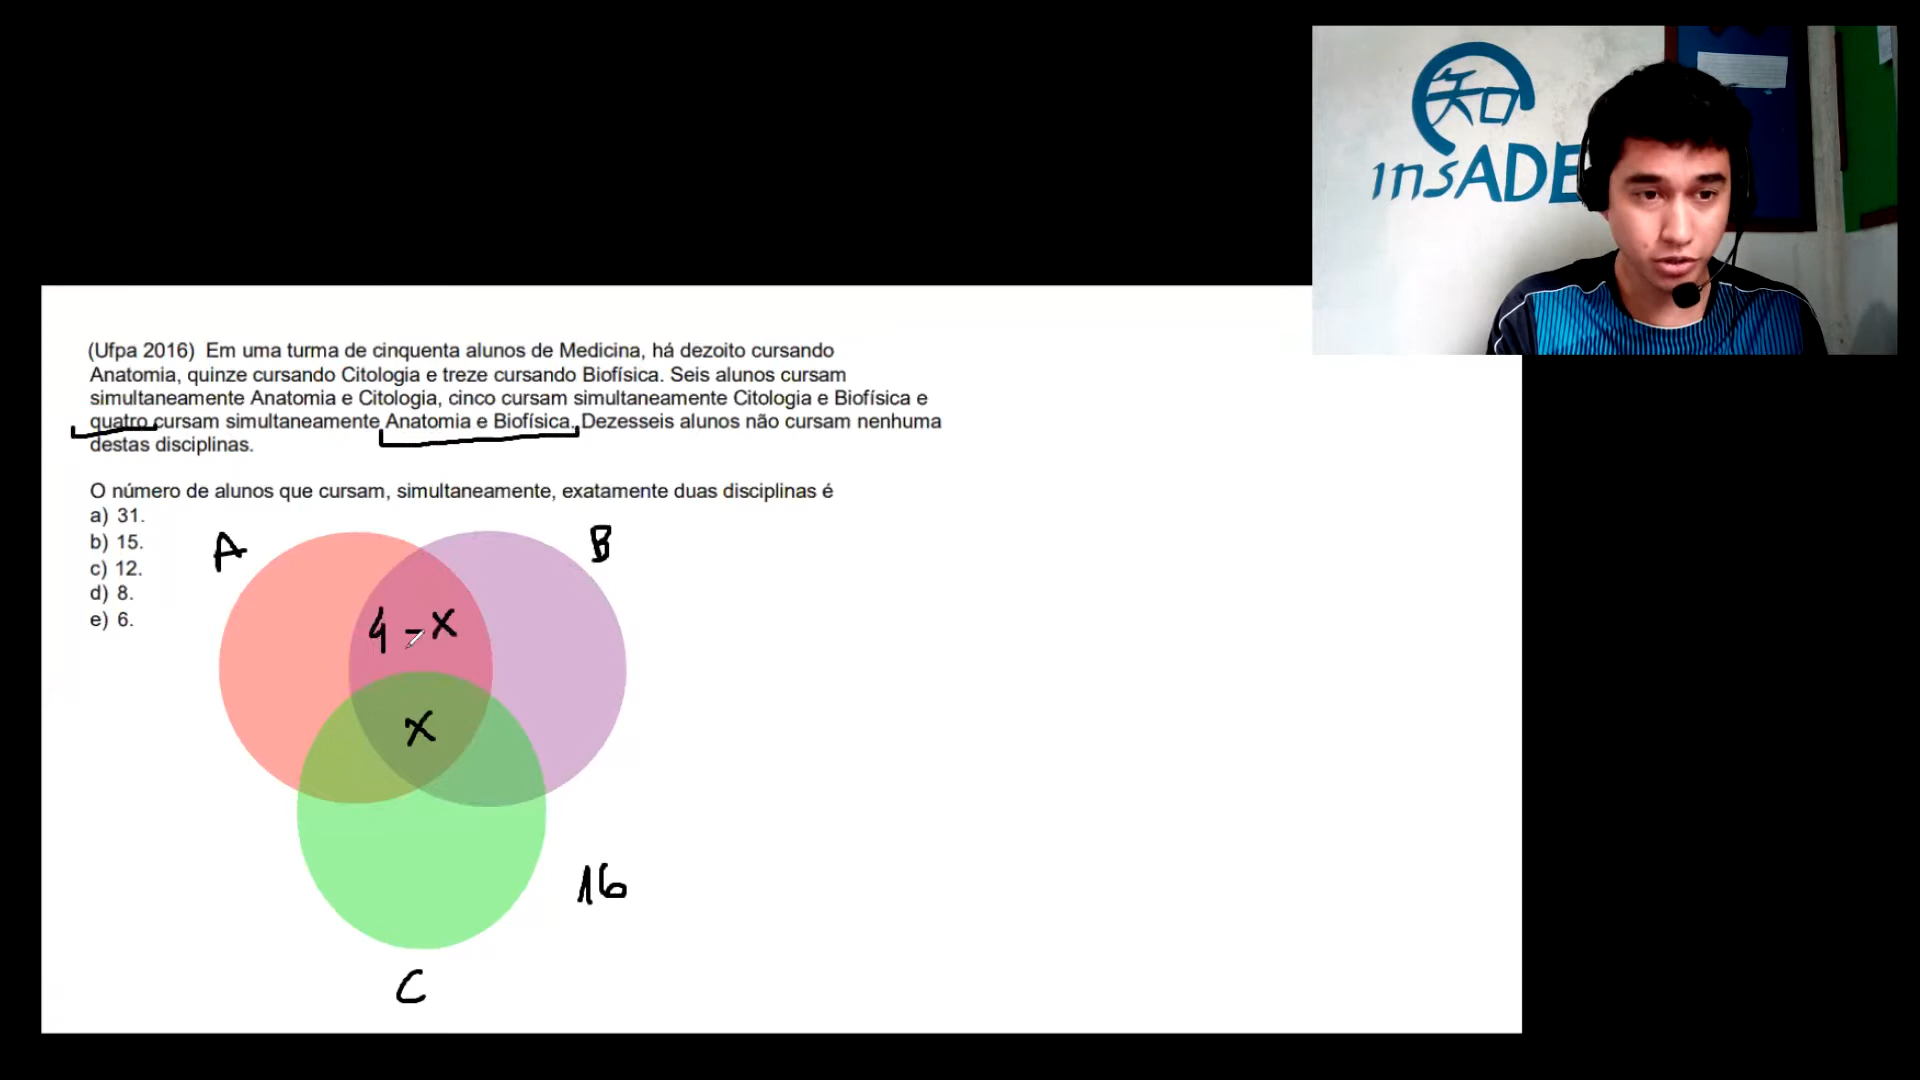 知
insADE
(Ufpa 2016) Em uma turma de cinquenta alunos de Medicina, há dezoito cursando
Anatomia, quinze cursando Citologia e treze cursando Biofísica. Seis alunos cursam
simultaneamente Anatomia e Citologia, cinco cursam simultaneamente Citologia e Biofísica e
quatro cursam simultaneamente Anatomia e Biofísica. Dezesseis alunos não cursam nenhuma
destas disciplinas.
O número de alunos que cursam, simultaneamente, exatamente duas disciplinas é
a) 31.
b) 15.
c) 12.
d) 8.
e) 6.
A
B
4 - x
x
16
C